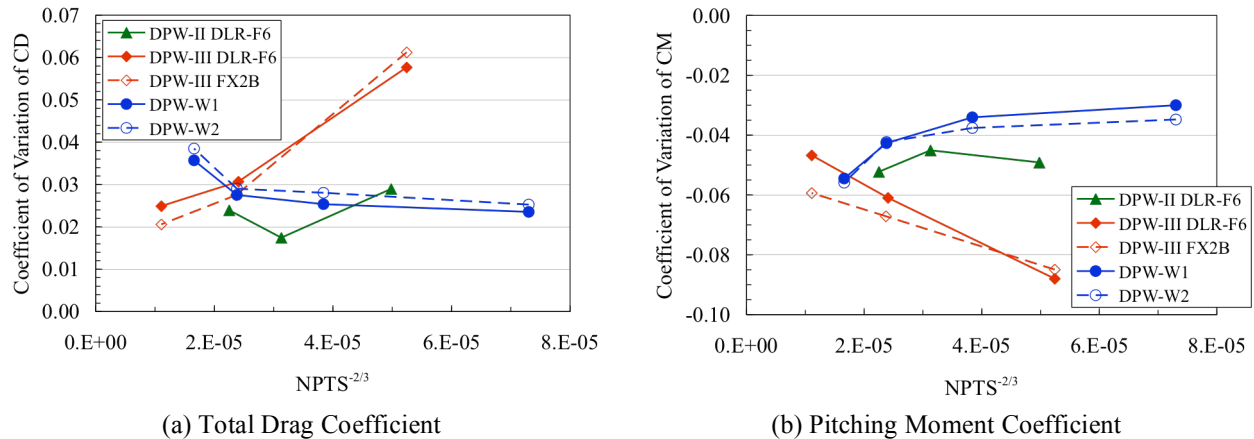 Coefficient of Variation of CD
0.07
0.06
0.05
0.04
0.03
0.02
0.01
0.00
DPW-II DLR-F6
DPW-III DLR-F6
DPW-III FX2B
DPW-W1
DPW-W2
0.E+00 2.E-05 4.E-05 6.E-05 8.E-05
NPTS-2/3
(a) Total Drag Coefficient
Coefficient of Variation of CM
0.00
-0.02
-0.04
-0.06
-0.08
-0.10
DPW-II DLR-F6
DPW-III DLR-F6
DPW-III FX2B
DPW-W1
DPW-W2
0.E+00 2.E-05 4.E-05 6.E-05 8.E-05
NPTS-2/3
(b) Pitching Moment Coefficient